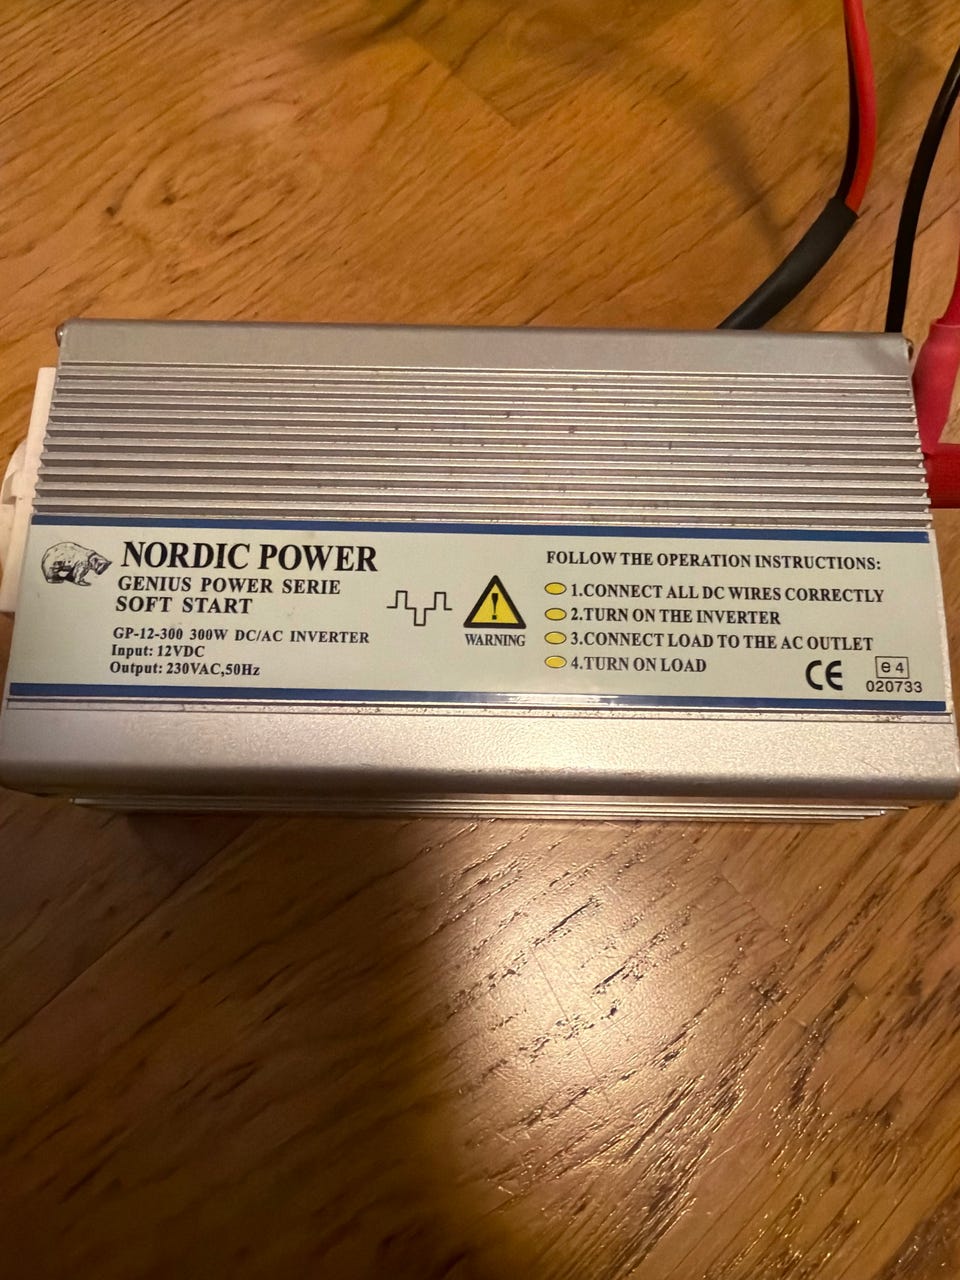 NORDIC POWER
GENIUS POWER SERIE
SOFT START
GP-12-300 300W DC/AC INVERTER
Input: 12VDC
Output: 230VAC,50Hz
WARNING
FOLLOW THE OPERATION INSTRUCTIONS:
1.CONNECT ALL DC WIRES CORRECTLY
2.TURN ON THE INVERTER
3.CONNECT LOAD TO THE AC OUTLET
4.TURN ON LOAD
CE
e4
020733